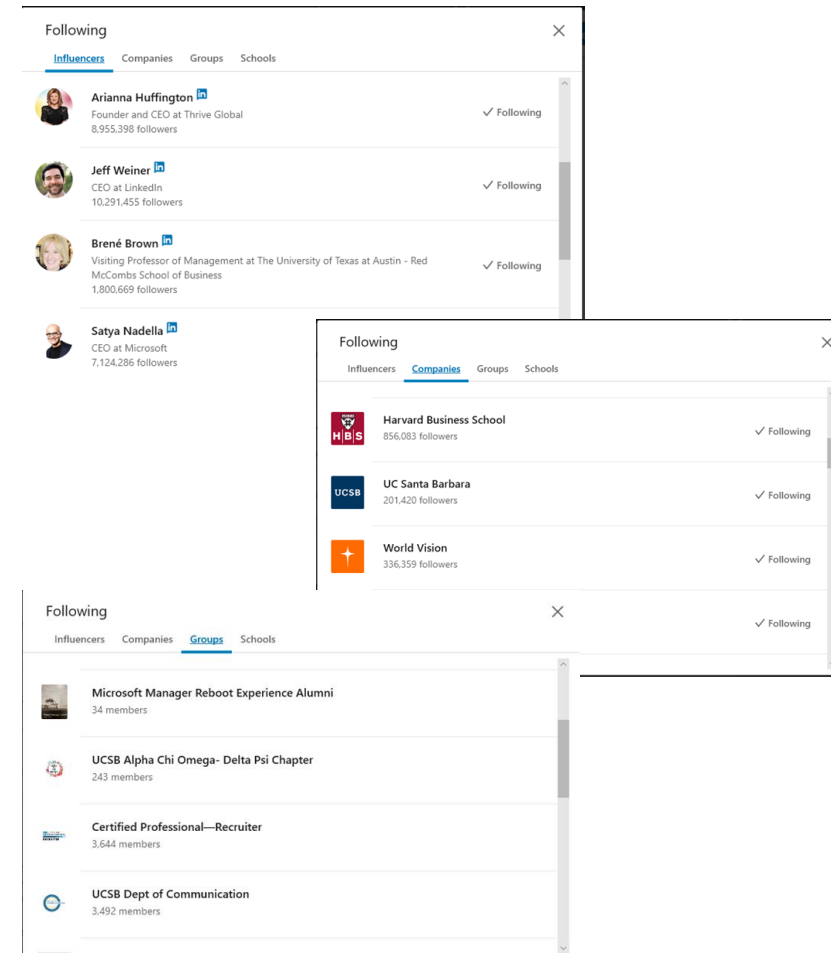 Following
Influencers Companies Groups Schools
Arianna Huffington in
Founder and CEO at Thrive Global
8,955,398 followers
✓ Following
Jeff Weiner in
CEO at LinkedIn
10,291,455 followers
✓ Following
Brené Brown in
Visiting Professor of Management at The University of Texas at Austin - Red
McCombs School of Business
1,800,669 followers
✓ Following
Satya Nadella in
CEO at Microsoft
7,124,286 followers
Following
Influencers Companies Groups Schools
HBS
Harvard Business School
856,083 followers
✓ Following
UCSB
UC Santa Barbara
201,420 followers
✓ Following
World Vision
336,359 followers
✓ Following
✓ Following
Following
Influencers Companies Groups Schools
Microsoft Manager Reboot Experience Alumni
34 members
UCSB Alpha Chi Omega- Delta Psi Chapter
243 members
Certified Professional—Recruiter
3,644 members
UCSB Dept of Communication
3,492 members